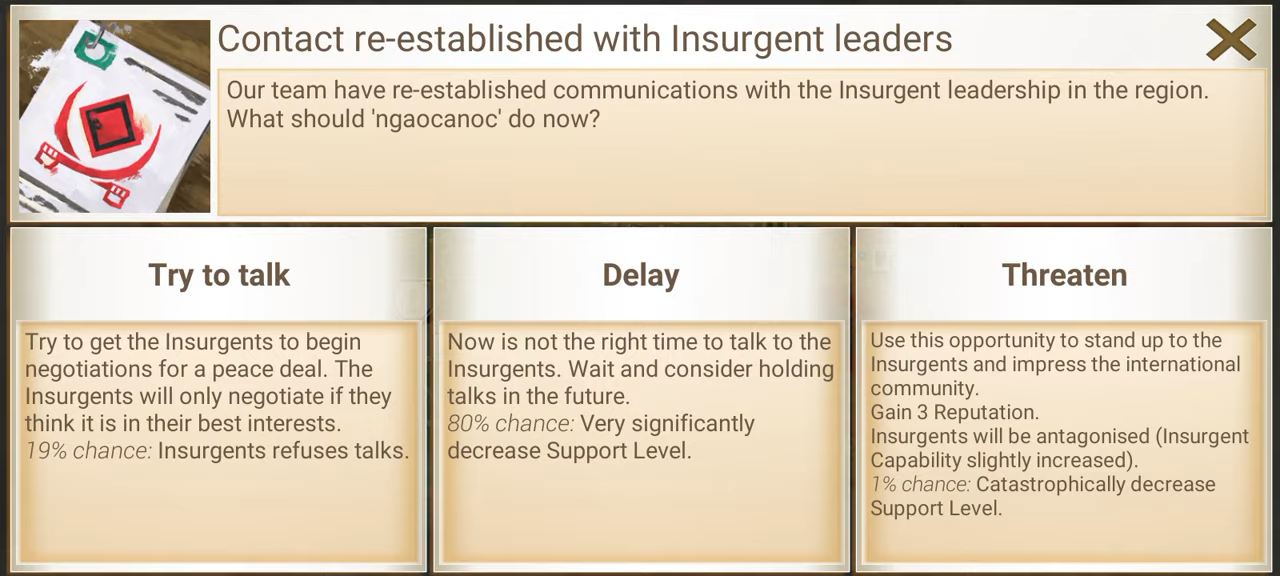 Contact re-established with Insurgent leaders
Our team have re-established communications with the Insurgent leadership in the region.
What should 'ngaocanoc' do now?
Try to talk
Try to get the Insurgents to begin
negotiations for a peace deal. The
Insurgents will only negotiate if they
think it is in their best interests.
19% chance: Insurgents refuses talks.
Delay
Now is not the right time to talk to the
Insurgents. Wait and consider holding
talks in the future.
80% chance: Very significantly
decrease Support Level.
Threaten
Use this opportunity to stand up to the
Insurgents and impress the international
community.
Gain 3 Reputation.
Insurgents will be antagonised (Insurgent
Capability slightly increased).
1% chance: Catastrophically decrease
Support Level.